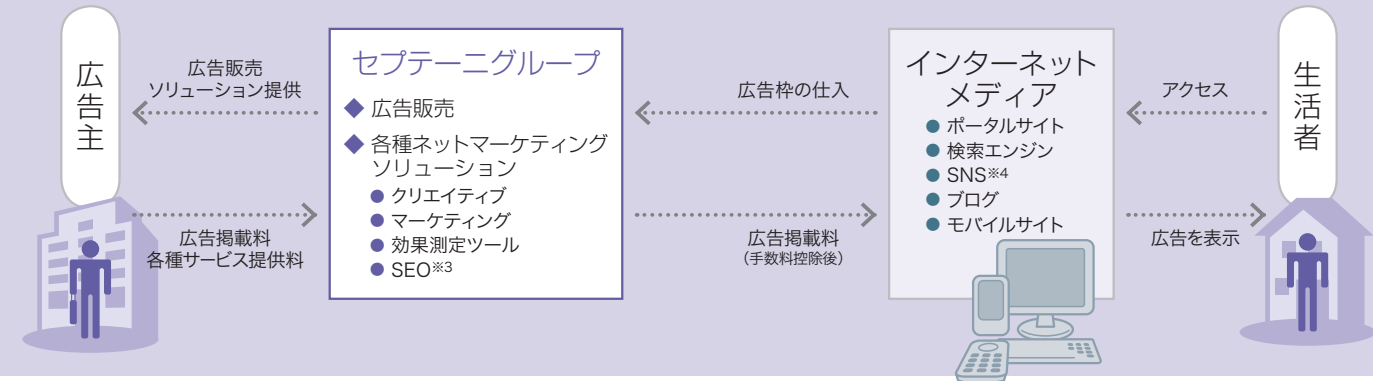 広告主
広告販売
ソリューション提供
広告掲載料
各種サービス提供料
セプテーニグループ
◆ 広告販売
◆ 各種ネットマーケティング
ソリューション
● クリエイティブ
● マーケティング
● 効果測定ツール
● SEO※3
広告枠の仕入
広告掲載料
(手数料控除後)
インターネット
メディア
● ポータルサイト
● 検索エンジン
● SNS※4
● ブログ
● モバイルサイト
アクセス
広告を表示
生活者